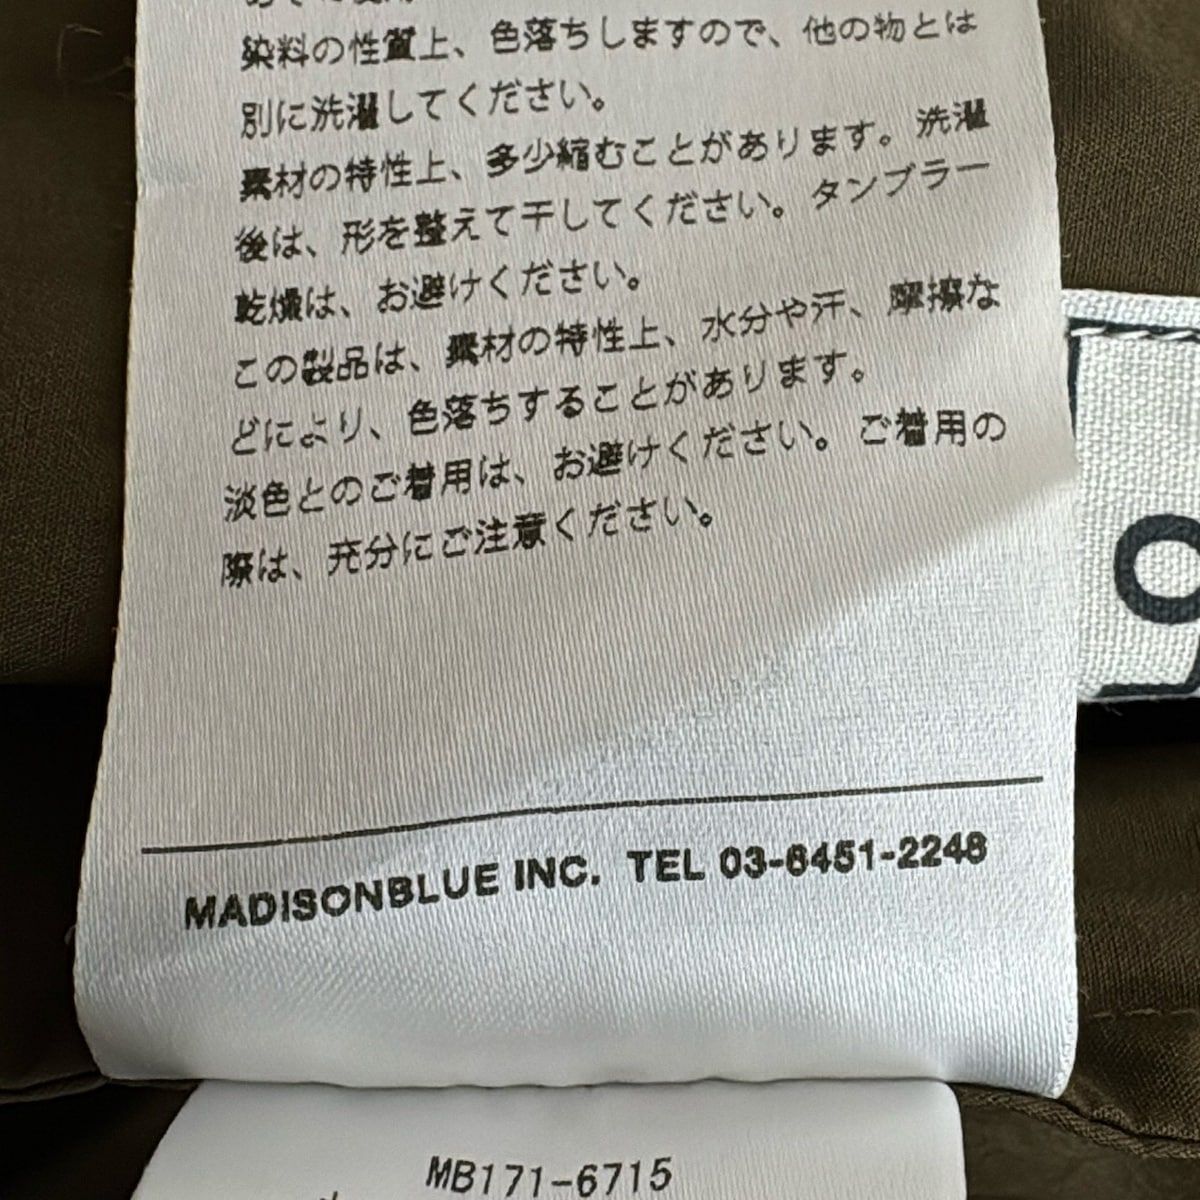 染料の性質上、色落ちしますので、他の物とは
別に洗濯してください。
素材の特性上、多少縮むことがあります。洗濯
後は、形を整えて干してください。タンブラー
乾燥は、お避けください。
この製品は、素材の特性上、水分や汗、摩擦な
どにより、色落ちすることがあります。
淡色とのご着用は、お避けください。ご着用の
際は、充分にご注意ください。
MADISONBLUE INC. TEL 03-6451-2248
MB171-6715
O